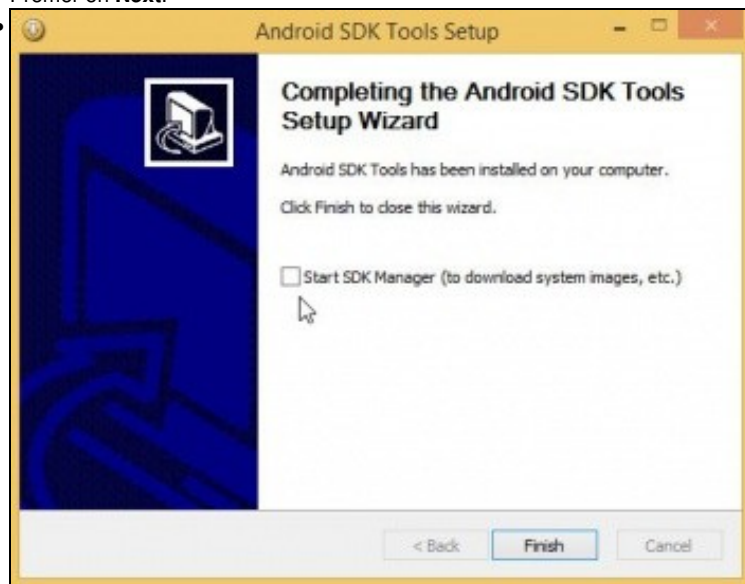 Next.
Android SDK Tools Setup
Completing the Android SDK Tools
Setup Wizard
Android SDK Tools has been installed on your computer.
Click Finish to close this wizard.
Start SDK Manager (to download system images, etc.)
< Back Finish Cancel